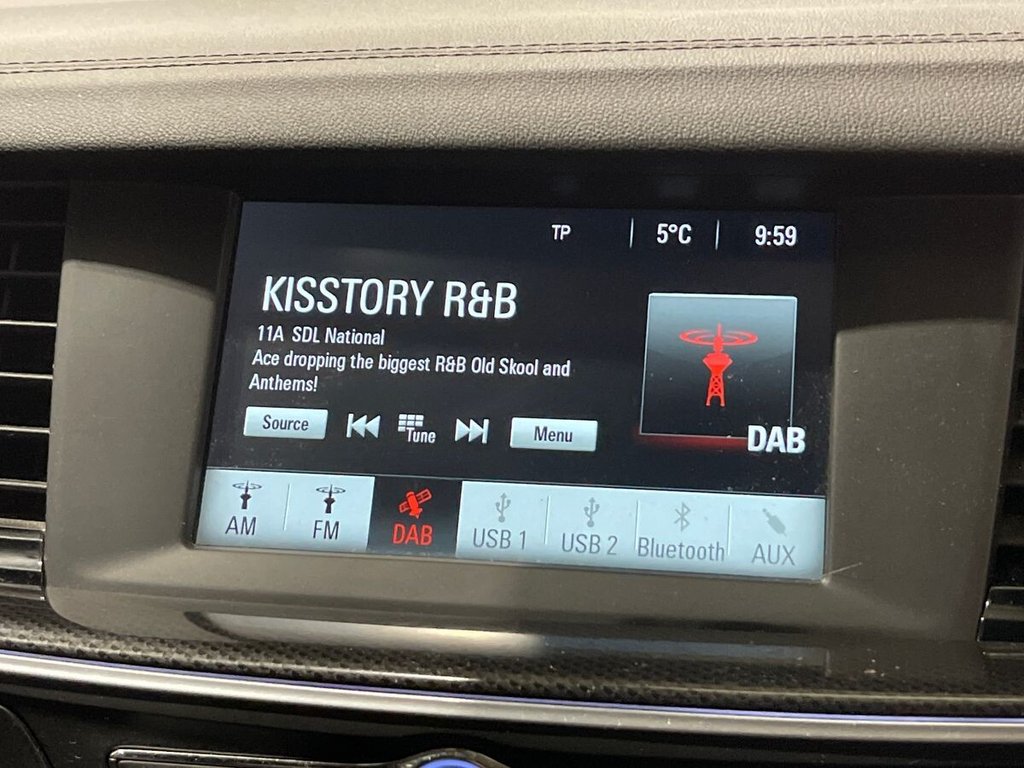 TP 5°C 9:59
KISSTORY R&B
11A SDL National
Ace dropping the biggest R&B Old Skool and
Anthems!
Source Tune Menu
DAB
AM FM DAB USB 1 USB 2 Bluetooth AUX